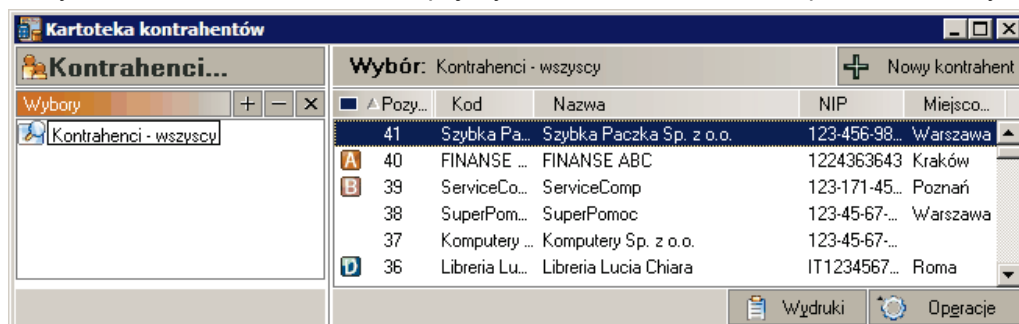 Kartoteka kontrahentów
Kontrahenci...
Wybór: Kontrahenci - wszyscy
Nowy kontrahent
Wybory
Pozy... Kod Nazwa NIP Miejsco...
Kontrahenci - wszyscy
41 Szybka Pa... Szybka Paczka Sp. z o.o. 123-456-98... Warszawa
A 40 FINANSE ... FINANSE ABC 1224363643 Kraków
B 39 ServiceCo... ServiceComp 123-171-45... Poznań
38 SuperPom... SuperPomoc 123-45-67-... Warszawa
37 Komputery ... Komputery Sp. z o.o. 123-45-67-...
D 36 Libreria Lu... Libreria Lucia Chiara IT1234567... Roma
Wydruki Operacje